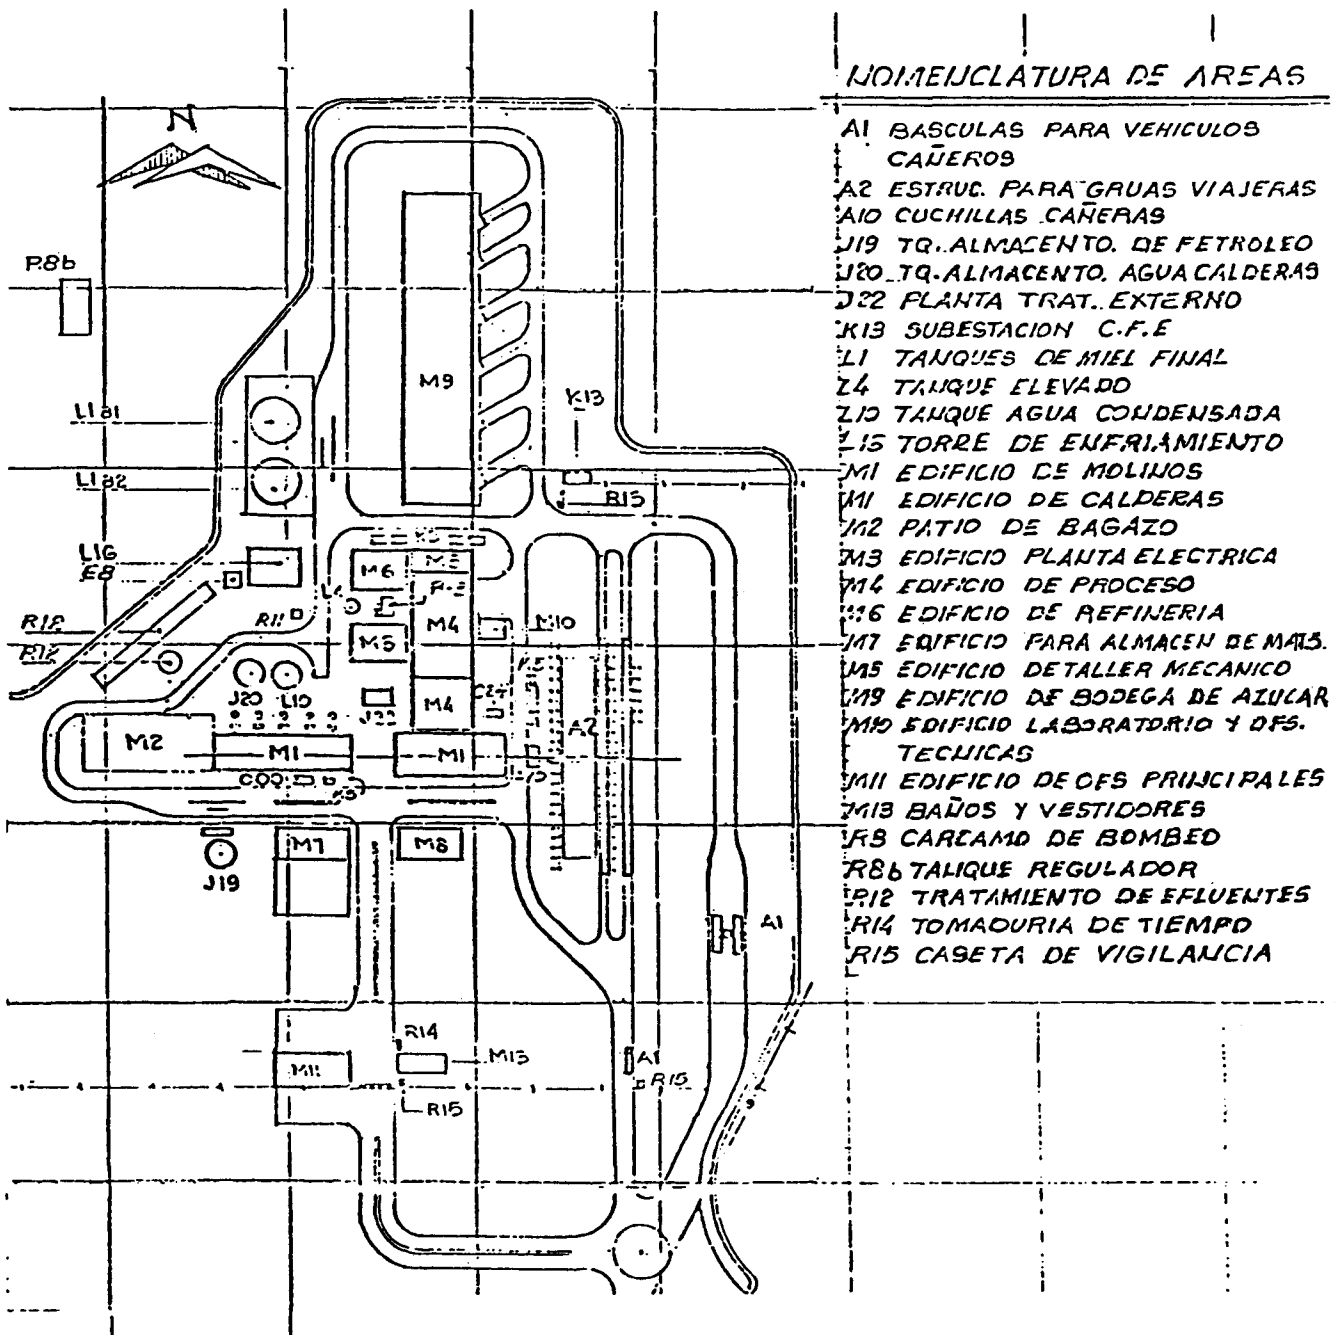 NOMENCLATURA DE AREAS
A1 BASCULAS PARA VEHICULOS
CAÑEROS
A2 ESTRUC. PARA GRUAS VIAJERAS
A10 CUCHILLAS CAÑERAS
J19 TQ. ALMACENTO. DE PETROLEO
J20 TQ. ALMACENTO. AGUA CALDERAS
J22 PLANTA TRAT. EXTERNO
K13 SUBESTACION C.F.E
L1 TANQUES DE MIEL FINAL
L4 TANQUE ELEVADO
L10 TANQUE AGUA CONDENSADA
L15 TORRE DE ENFRIAMIENTO
M1 EDIFICIO DE MOLINOS
M1 EDIFICIO DE CALDERAS
M2 PATIO DE BAGAZO
M3 EDIFICIO PLANTA ELECTRICA
M4 EDIFICIO DE PROCESO
M6 EDIFICIO DE REFINERIA
M7 EDIFICIO PARA ALMACEN DE MATS.
M5 EDIFICIO DE TALLER MECANICO
M9 EDIFICIO DE BODEGA DE AZUCAR
M10 EDIFICIO LABORATORIO Y OFS.
TECNICAS
M11 EDIFICIO DE OFS PRINCIPALES
M13 BAÑOS Y VESTIDORES
R8 CARCAMO DE BOMBEO
R8b TANQUE REGULADOR
R12 TRATAMIENTO DE EFLUENTES
R14 TOMADURIA DE TIEMPO
R15 CASETA DE VIGILANCIA
N
R8b
M9
K13
L1B1
L1B2
R15
L16
E8
M6
R12
R11
M4
M10
M5
R12
J20
L10
J22
M4
A2
M2
M1
M1
M7
M8
J19
A1
R14
M13
A1
M11
R15
R15